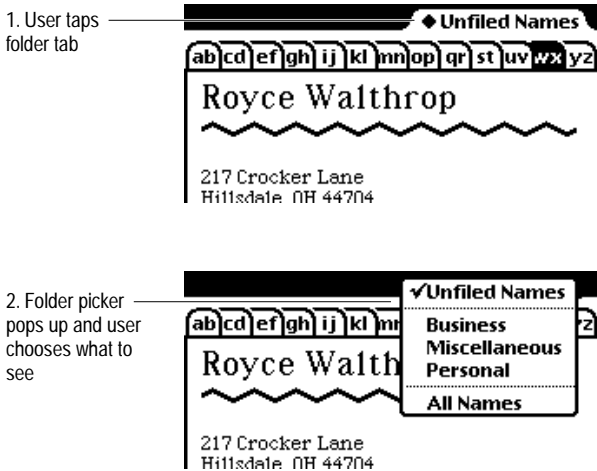 1. User taps
folder tab
◆ Unfiled Names
ab cd ef gh ij kl mn op qr st uv wx yz
Royce Walthrop
217 Crocker Lane
Hillsdale, OH 44704
2. Folder picker
pops up and user
chooses what to
see
✓Unfiled Names
Business
Miscellaneous
Personal
All Names
ab cd ef gh ij kl
Royce Walth
217 Crocker Lane
Hillsdale, OH 44704